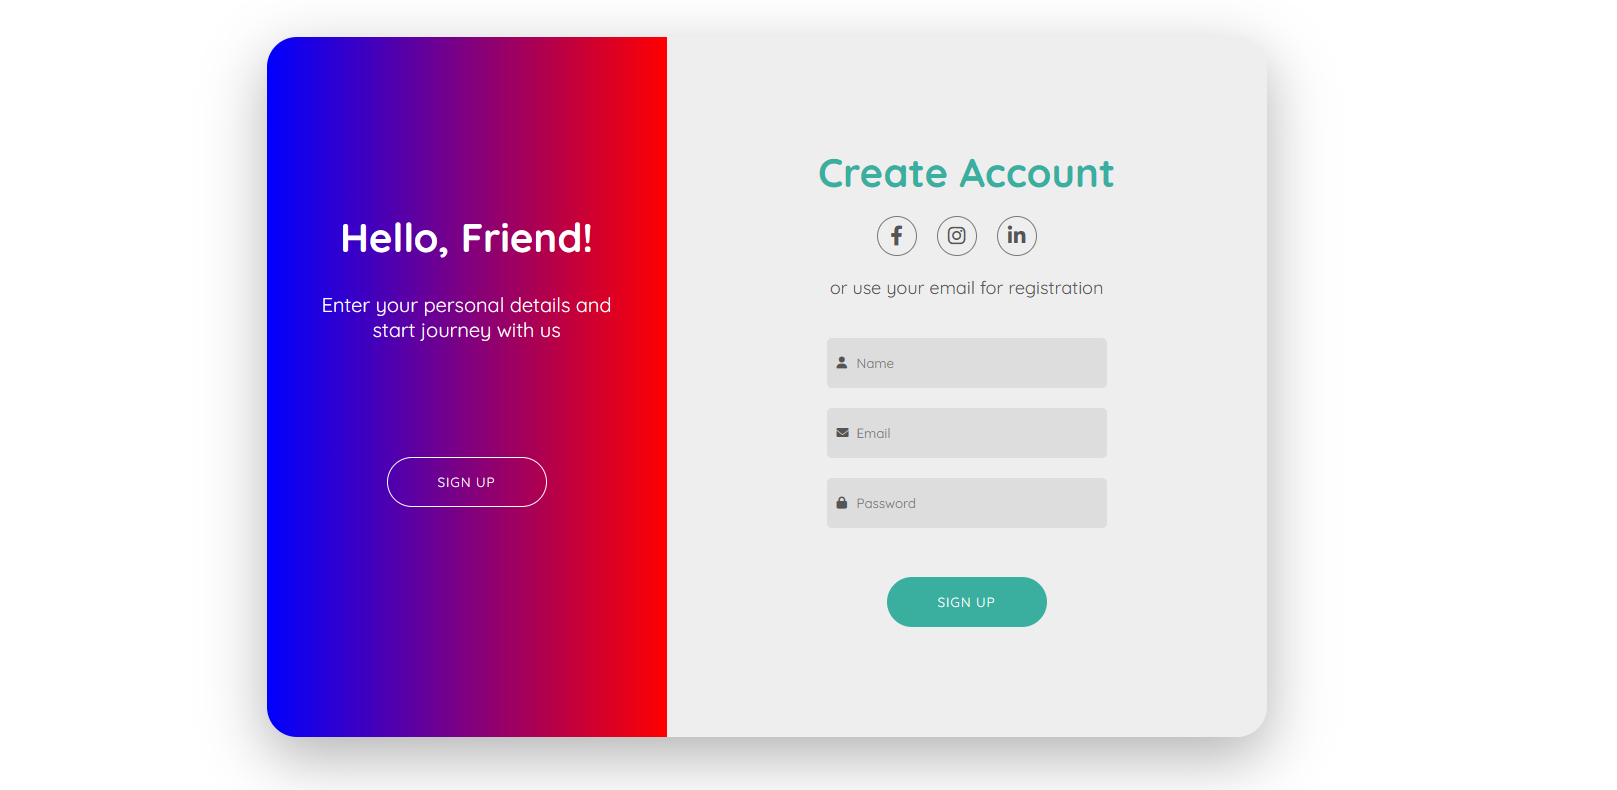 Hello, Friend!
Enter your personal details and
start journey with us
SIGN UP
Create Account
or use your email for registration
Name
Email
Password
SIGN UP